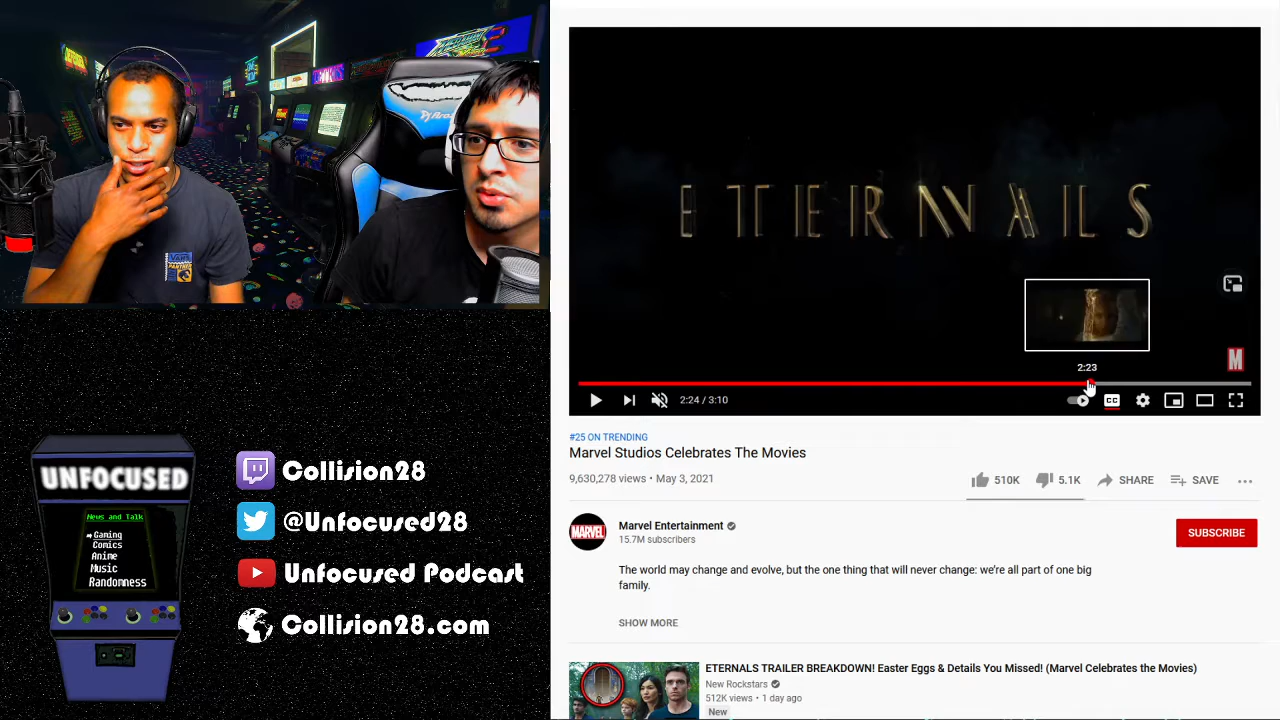 ETERNALS
2:23
M
2:24 / 3:10
CC
#25 ON TRENDING
Marvel Studios Celebrates The Movies
9,630,278 views • May 3, 2021
510K
5.1K
SHARE
SAVE
MARVEL
Marvel Entertainment
15.7M subscribers
SUBSCRIBE
The world may change and evolve, but the one thing that will never change: we're all part of one big
family.
SHOW MORE
ETERNALS TRAILER BREAKDOWN! Easter Eggs & Details You Missed! (Marvel Celebrates the Movies)
New Rockstars
512K views • 1 day ago
New
VANS
PANTHER
UNFOCUSED
News and Talk
Gaming
Comics
Anime
Music
Randomness
Collision28
@Unfocused28
Unfocused Podcast
Collision28.com